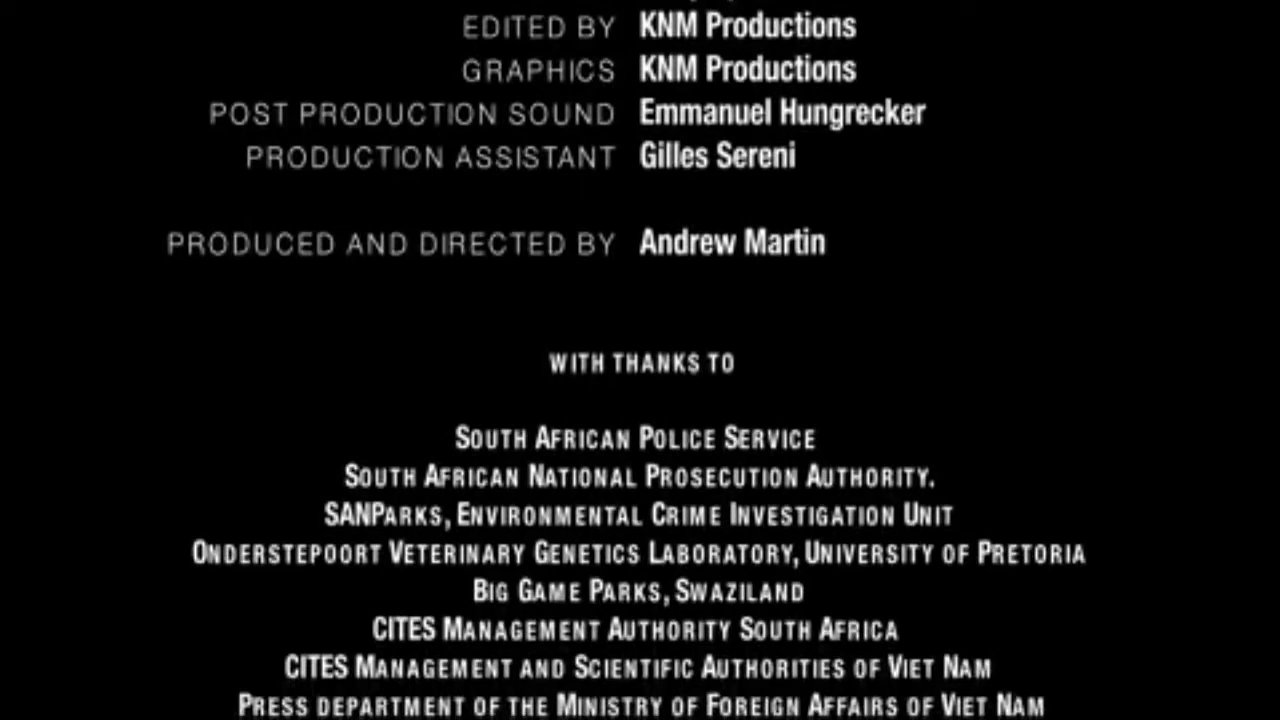 EDITED BY KNM Productions
GRAPHICS KNM Productions
POST PRODUCTION SOUND Emmanuel Hungrecker
PRODUCTION ASSISTANT Gilles Sereni
PRODUCED AND DIRECTED BY Andrew Martin
WITH THANKS TO
SOUTH AFRICAN POLICE SERVICE
SOUTH AFRICAN NATIONAL PROSECUTION AUTHORITY.
SANPARKS, ENVIRONMENTAL CRIME INVESTIGATION UNIT
ONDERSTEPOORT VETERINARY GENETICS LABORATORY, UNIVERSITY OF PRETORIA
BIG GAME PARKS, SWAZILAND
CITES MANAGEMENT AUTHORITY SOUTH AFRICA
CITES MANAGEMENT AND SCIENTIFIC AUTHORITIES OF VIET NAM
PRESS DEPARTMENT OF THE MINISTRY OF FOREIGN AFFAIRS OF VIET NAM